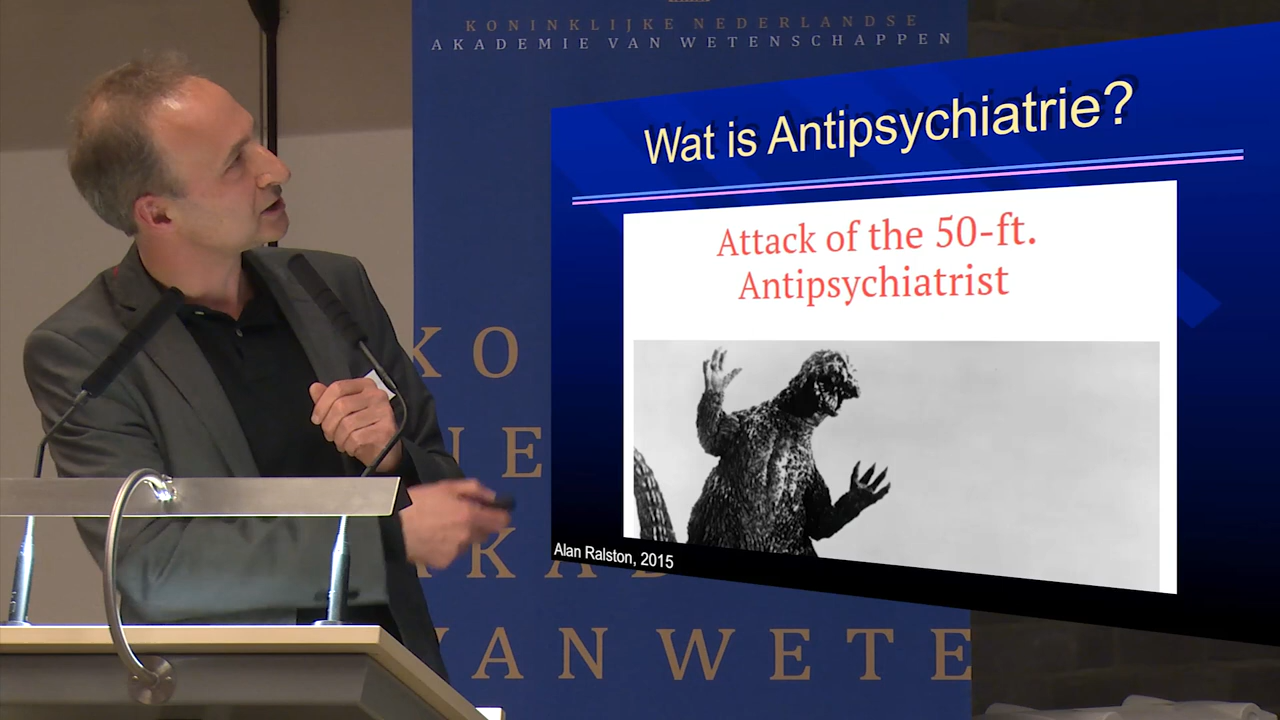 KONINKLIJKE NEDERLANDSE
AKADEMIE VAN WETENSCHAPPEN
Wat is Antipsychiatrie?
Attack of the 50-ft.
Antipsychiatrist
Alan Ralston, 2015
KO
NE
AKAD
VAN WETE